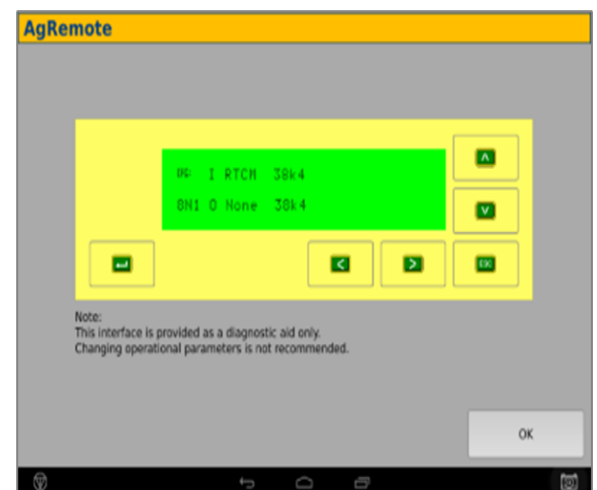 AgRemote
I RTCM 38k4
8N1 O None 38k4
ESC
Note:
This interface is provided as a diagnostic aid only.
Changing operational parameters is not recommended.
OK